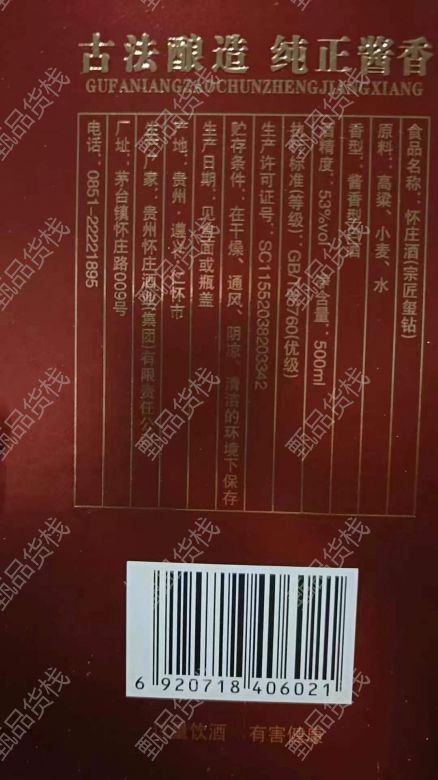 古法酿造 纯正酱香
GUFANIANGZAOCHUNZHENGJIANGXIANG
食品名称：怀庄酒(宗匠玺钻)
原料：高粱、小麦、水
香型：酱香型白酒
酒精度：53%vol 净含量：500ml
执行标准(等级)：GB/T 26760(优级)
生产许可证号：SC11552038203342
贮存条件：在干燥、通风、阴凉、清洁的环境下保存
生产日期：见盒盖或瓶盖
产地：贵州·遵义·仁怀市
生产厂家：贵州怀庄酒业(集团)有限责任公司
厂址：茅台镇怀庄路009号
电话：0851-22221895
6 920718 406021
量饮酒 有害健康
甄品货栈